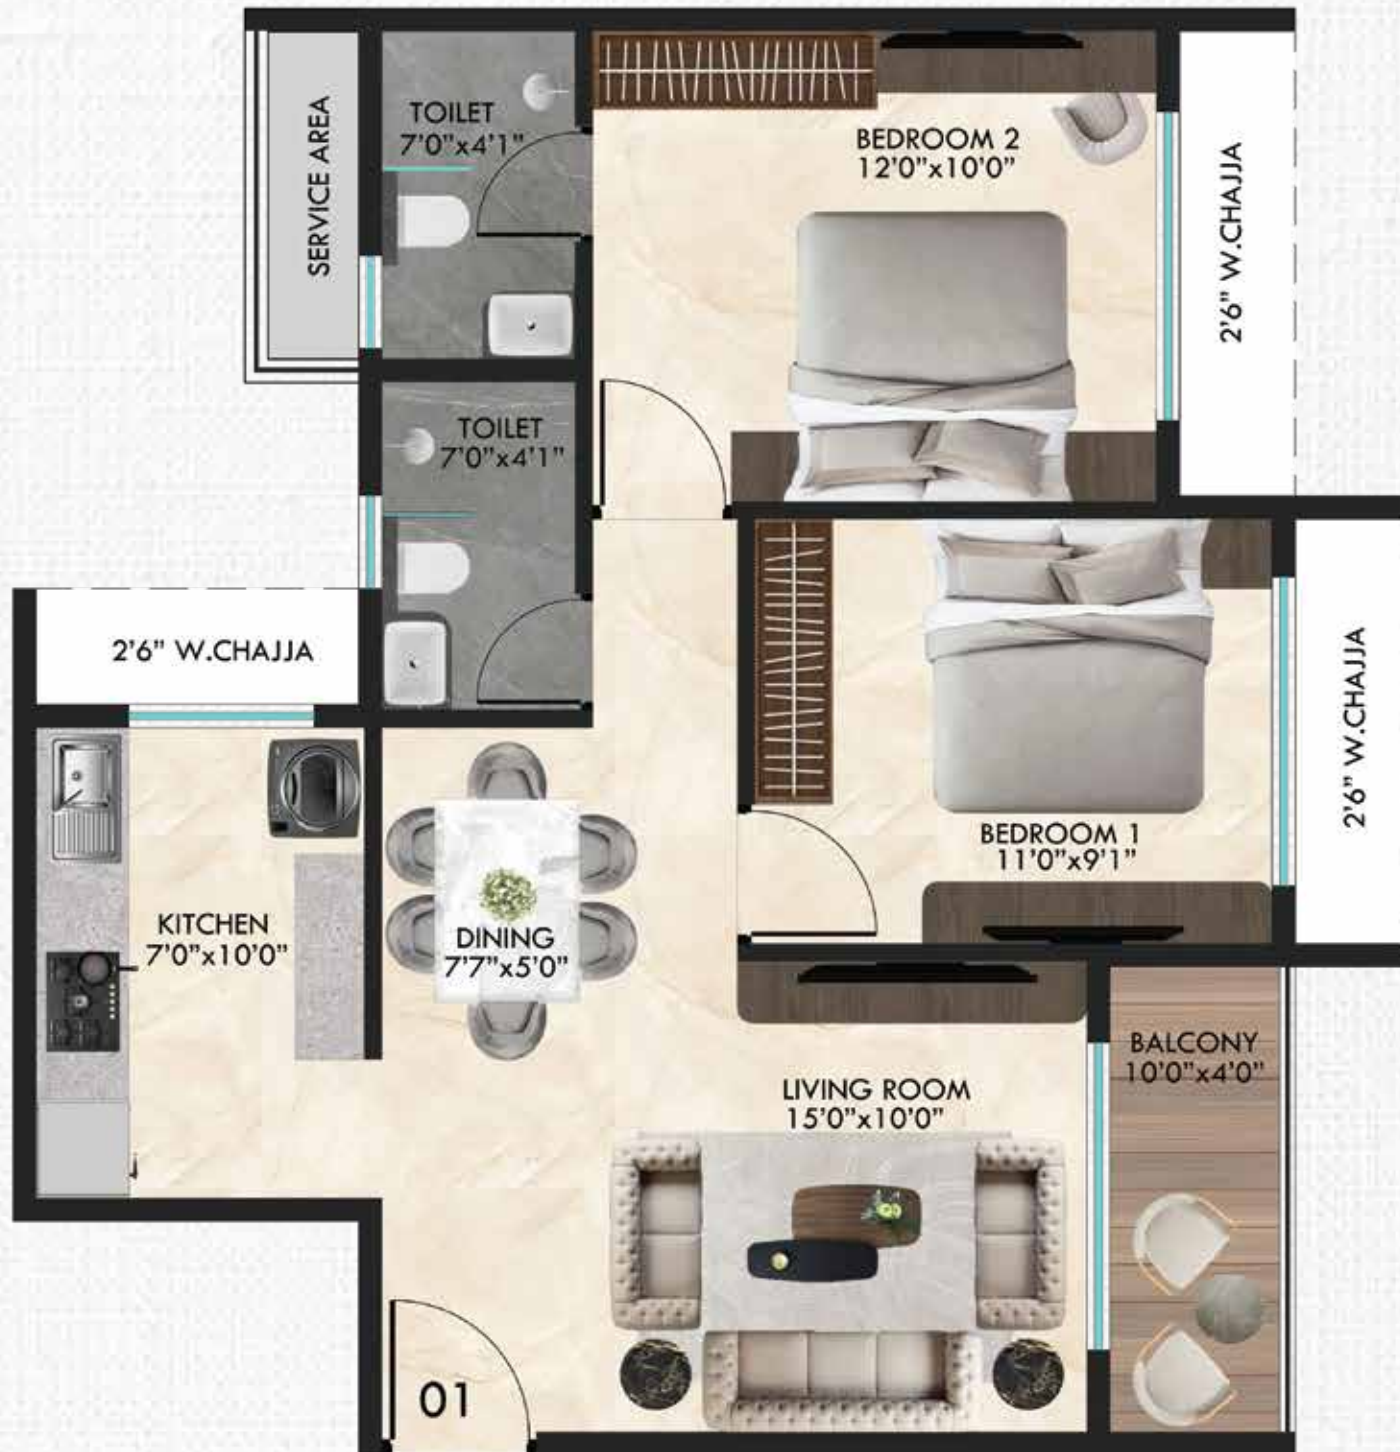 SERVICE AREA
TOILET
7'0"x4'1"
BEDROOM 2
12'0"x10'0"
2'6" W.CHAJJA
TOILET
7'0"x4'1"
2'6" W.CHAJJA
2'6" W.CHAJJA
BEDROOM 1
11'0"x9'1"
KITCHEN
7'0"x10'0"
DINING
7'7"x5'0"
LIVING ROOM
15'0"x10'0"
BALCONY
10'0"x4'0"
01